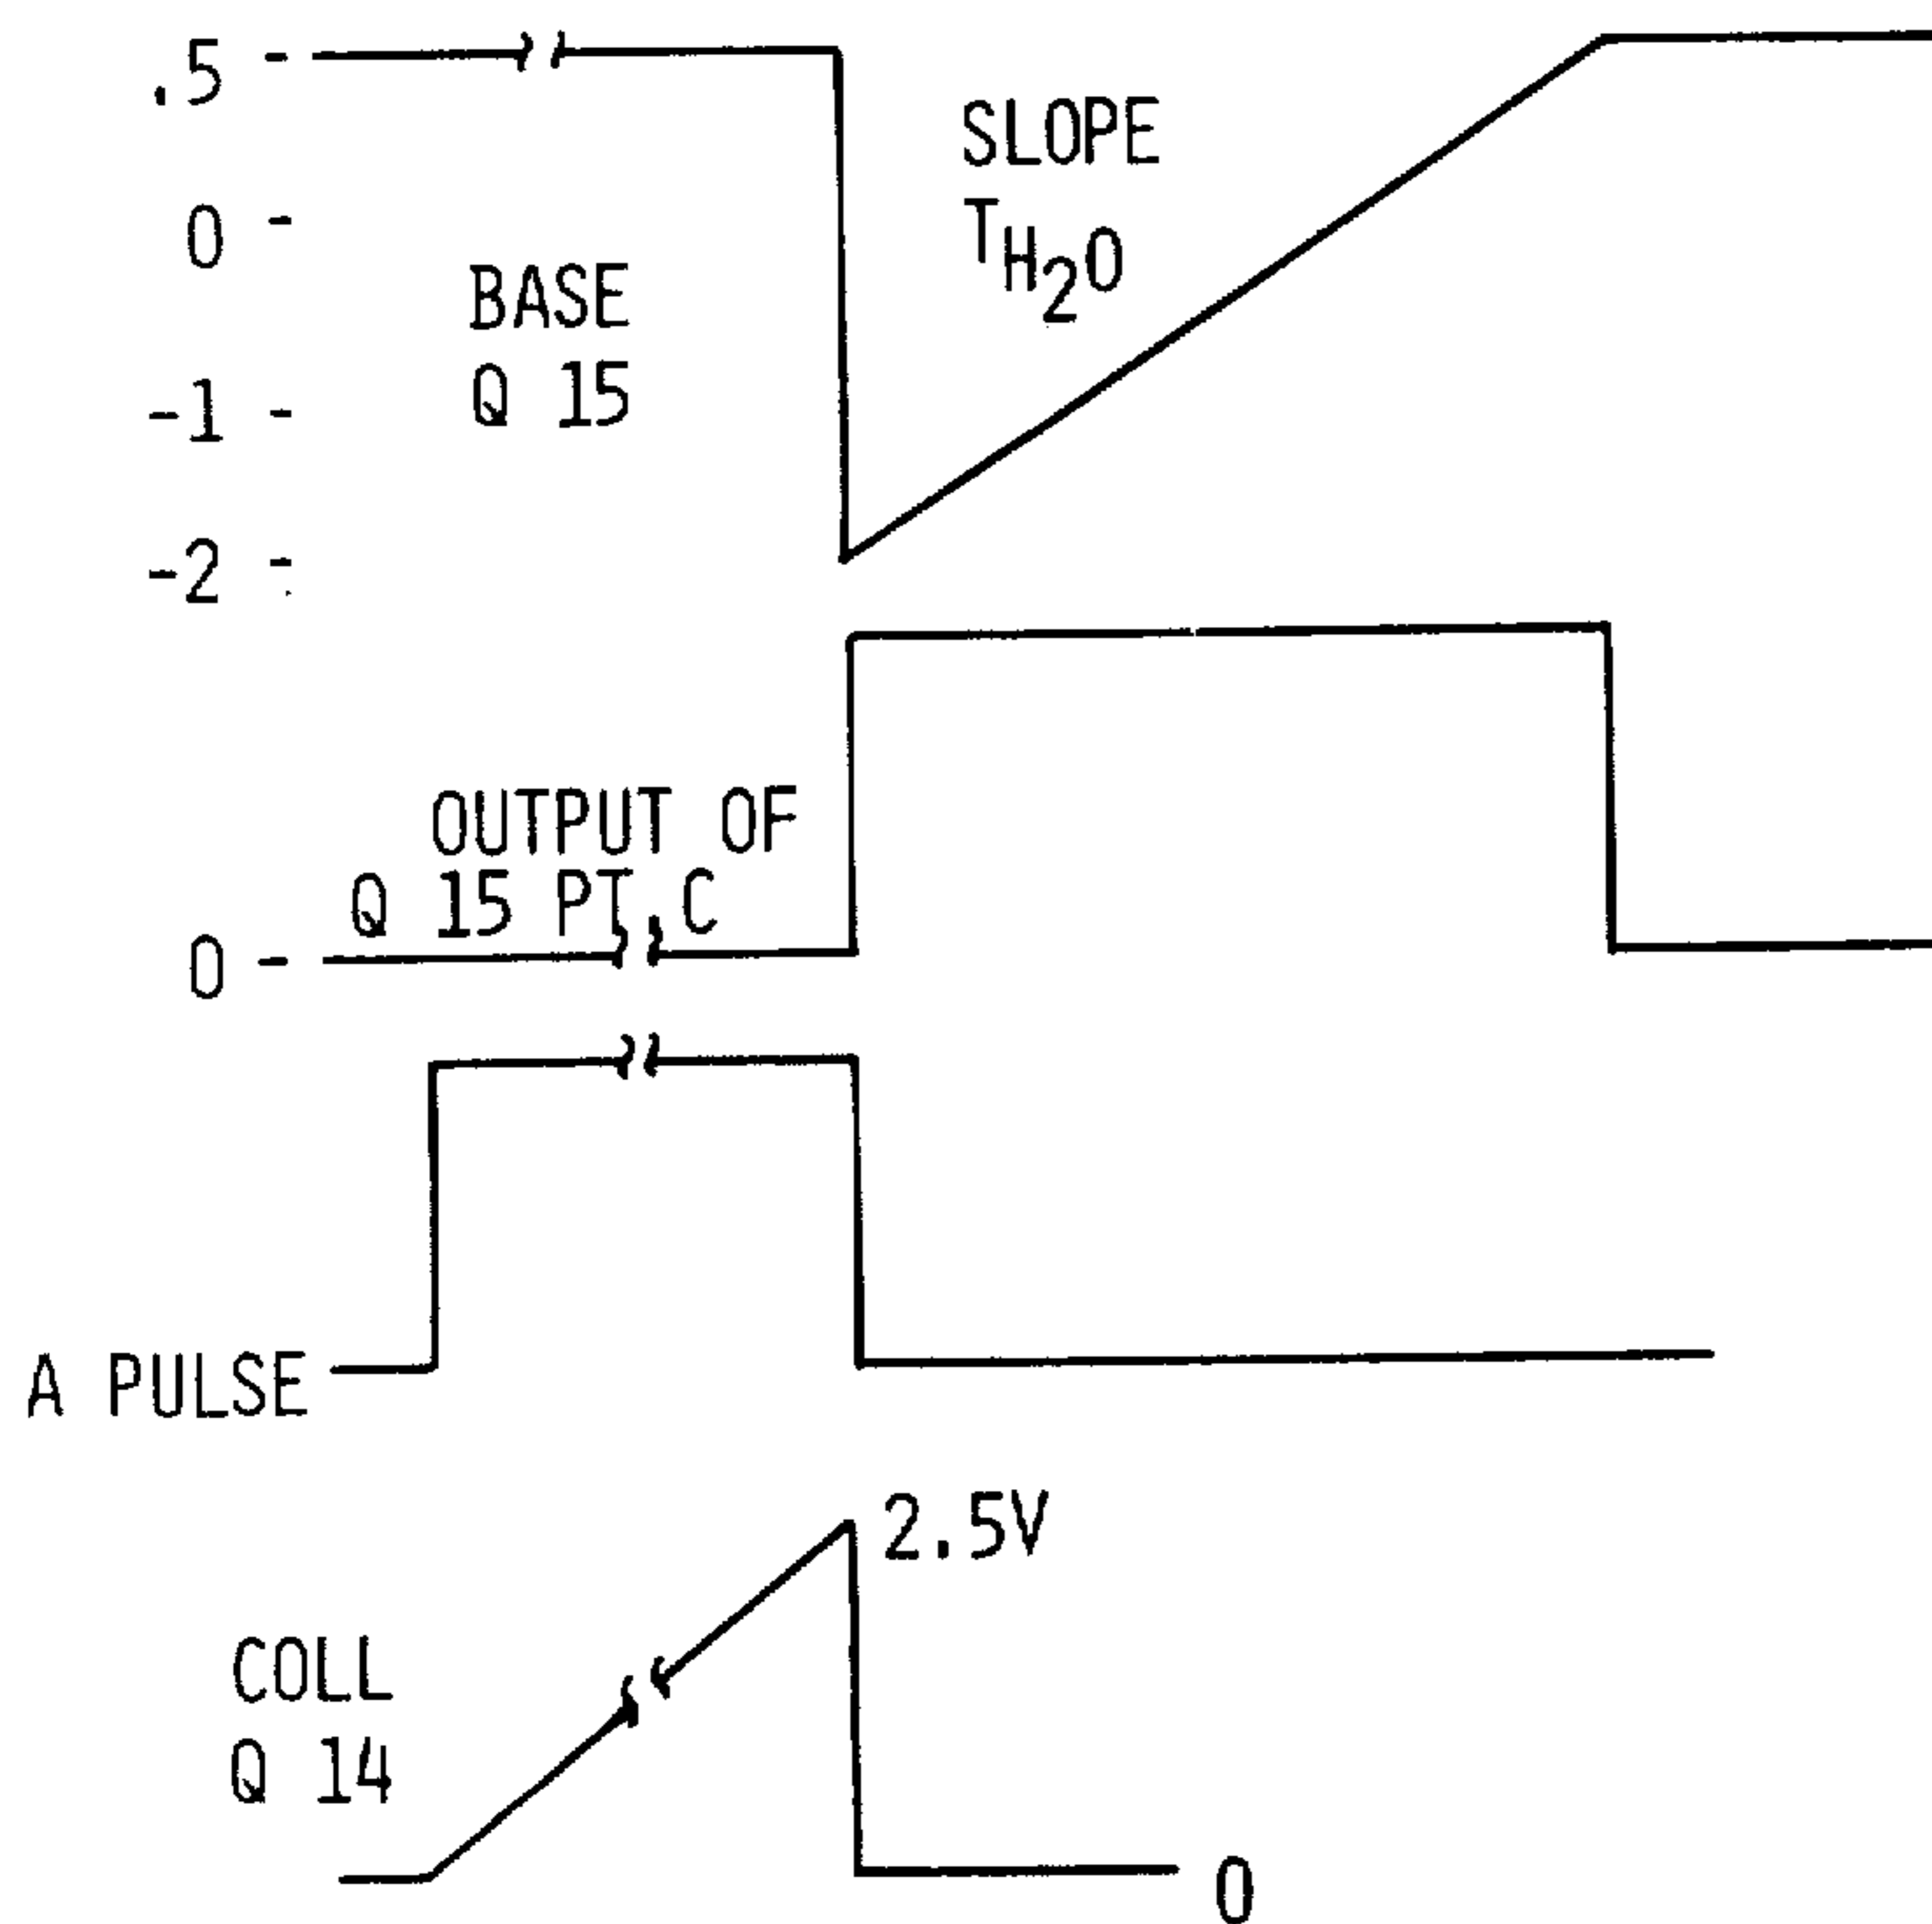 .5 -
SLOPE
TH2O
0 -
BASE
Q 15
-1 -
-2 -
OUTPUT OF
Q 15 PT.C
0 -
A PULSE
2.5V
COLL
Q 14
0